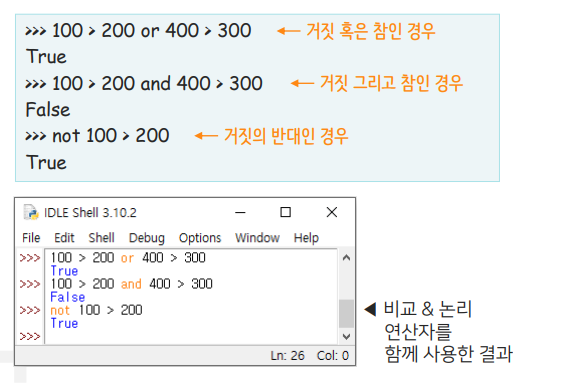 >>> 100 > 200 or 400 > 300 ← 거짓 혹은 참인 경우
True
>>> 100 > 200 and 400 > 300 ← 거짓 그리고 참인 경우
False
>>> not 100 > 200 ← 거짓의 반대인 경우
True
IDLE Shell 3.10.2
File Edit Shell Debug Options Window Help
>>> 100 > 200 or 400 > 300
True
>>> 100 > 200 and 400 > 300
False
>>> not 100 > 200
True
>>>
Ln: 26 Col: 0
◀ 비교 & 논리
연산자를
함께 사용한 결과